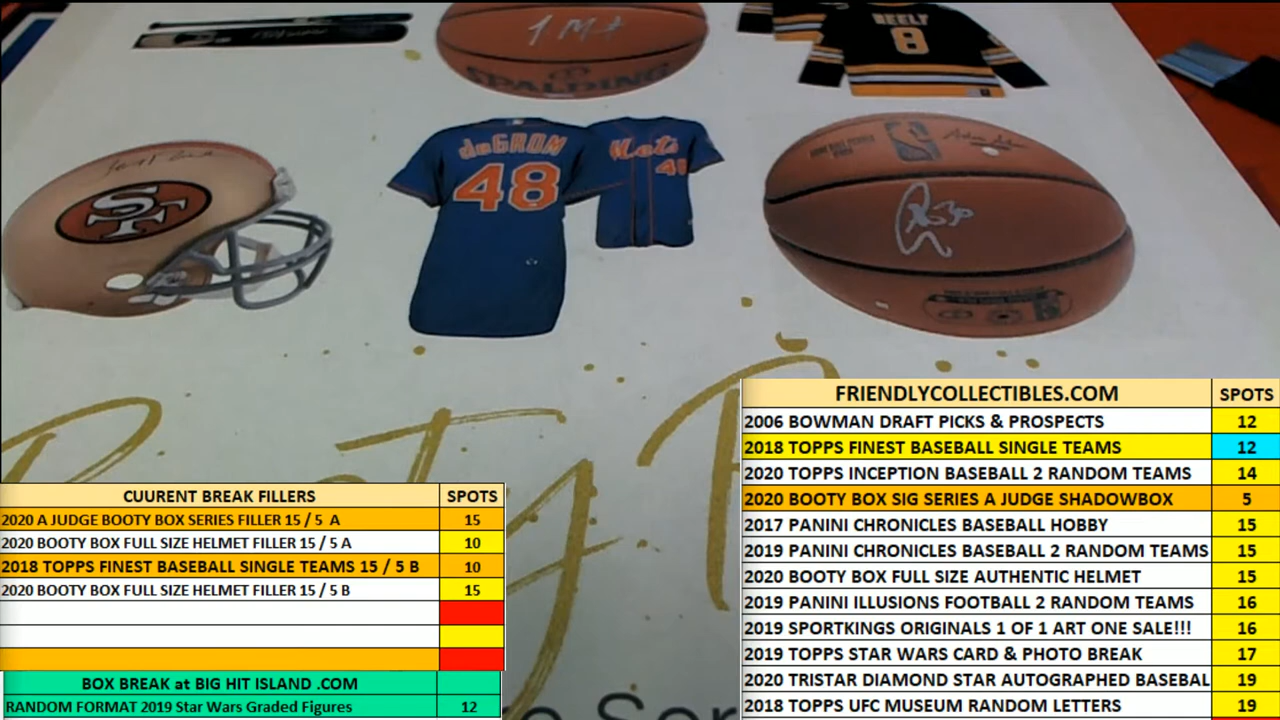 NEELY
8
SPALDING
deGROM
48
Mets
48
SF
FRIENDLYCOLLECTIBLES.COM SPOTS
2006 BOWMAN DRAFT PICKS & PROSPECTS 12
2018 TOPPS FINEST BASEBALL SINGLE TEAMS 12
2020 TOPPS INCEPTION BASEBALL 2 RANDOM TEAMS 14
2020 BOOTY BOX SIG SERIES A JUDGE SHADOWBOX 5
2017 PANINI CHRONICLES BASEBALL HOBBY 15
2019 PANINI CHRONICLES BASEBALL 2 RANDOM TEAMS 15
2020 BOOTY BOX FULL SIZE AUTHENTIC HELMET 15
2019 PANINI ILLUSIONS FOOTBALL 2 RANDOM TEAMS 16
2019 SPORTKINGS ORIGINALS 1 OF 1 ART ONE SALE!!! 16
2019 TOPPS STAR WARS CARD & PHOTO BREAK 17
2020 TRISTAR DIAMOND STAR AUTOGRAPHED BASEBAL 19
2018 TOPPS UFC MUSEUM RANDOM LETTERS 19
CUURENT BREAK FILLERS SPOTS
2020 A JUDGE BOOTY BOX SERIES FILLER 15 / 5 A 15
2020 BOOTY BOX FULL SIZE HELMET FILLER 15 / 5 A 10
2018 TOPPS FINEST BASEBALL SINGLE TEAMS 15 / 5 B 10
2020 BOOTY BOX FULL SIZE HELMET FILLER 15 / 5 B 15
BOX BREAK at BIG HIT ISLAND .COM
RANDOM FORMAT 2019 Star Wars Graded Figures 12